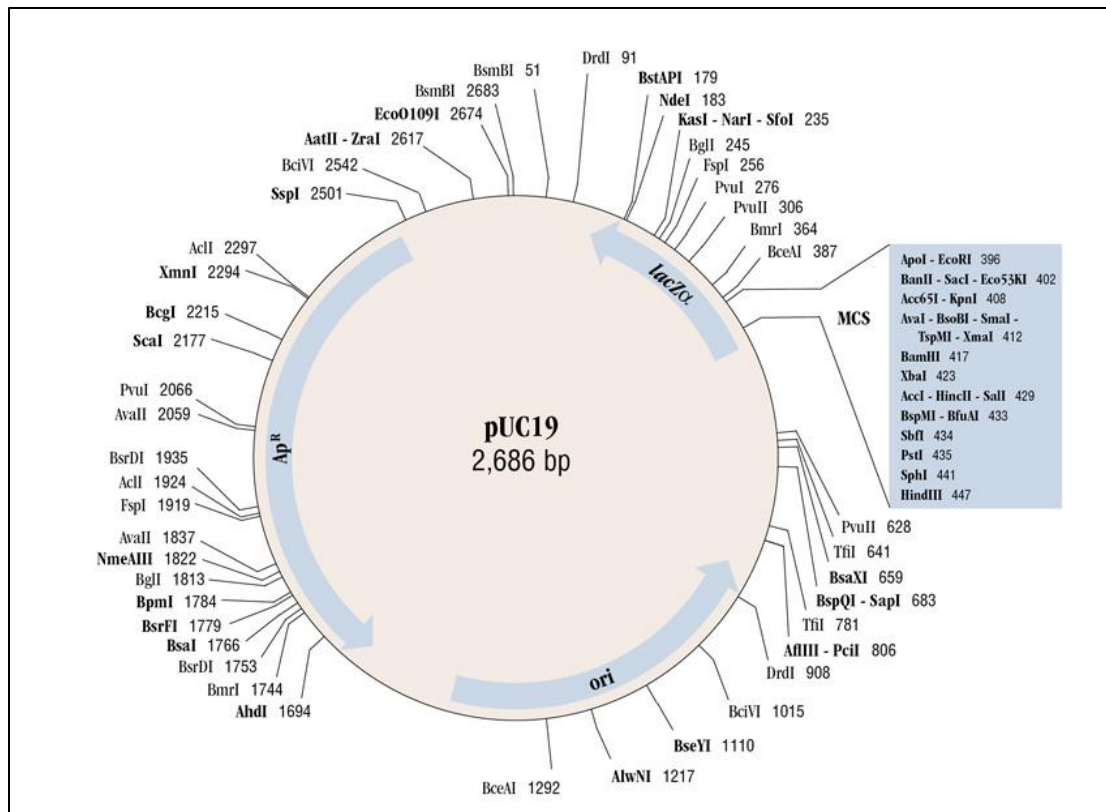 BsmBI 51
BsmBI 2683
EcoO109I 2674
AatII - ZraI 2617
BciVI 2542
SspI 2501
AclI 2297
XmnI 2294
BcgI 2215
ScaI 2177
PvuI 2066
AvaII 2059
BsrDI 1935
AclI 1924
FspI 1919
AvaII 1837
NmeAIII 1822
BglI 1813
BpmI 1784
BsrFI 1779
BsaI 1766
BsrDI 1753
BmrI 1744
AhdI 1694
DrdI 91
BstAPI 179
NdeI 183
KasI - NarI - SfoI 235
BglI 245
FspI 256
PvuI 276
PvuII 306
BmrI 364
BceAI 387
MCS
ApoI - EcoRI 396
BanII - SacI - Eco53KI 402
Acc65I - KpnI 408
AvaI - BsoBI - SmaI -
TspMI - XmaI 412
BamHI 417
XbaI 423
AccI - HincII - SalI 429
BspMI - BfuAI 433
SbfI 434
PstI 435
SphI 441
HindIII 447
PvuII 628
TfiI 641
BsaXI 659
BspQI - SapI 683
TfiI 781
AflIII - PciI 806
DrdI 908
BciVI 1015
BseYI 1110
AlwNI 1217
BceAI 1292
lacZα
ApR
ori
pUC19
2,686 bp